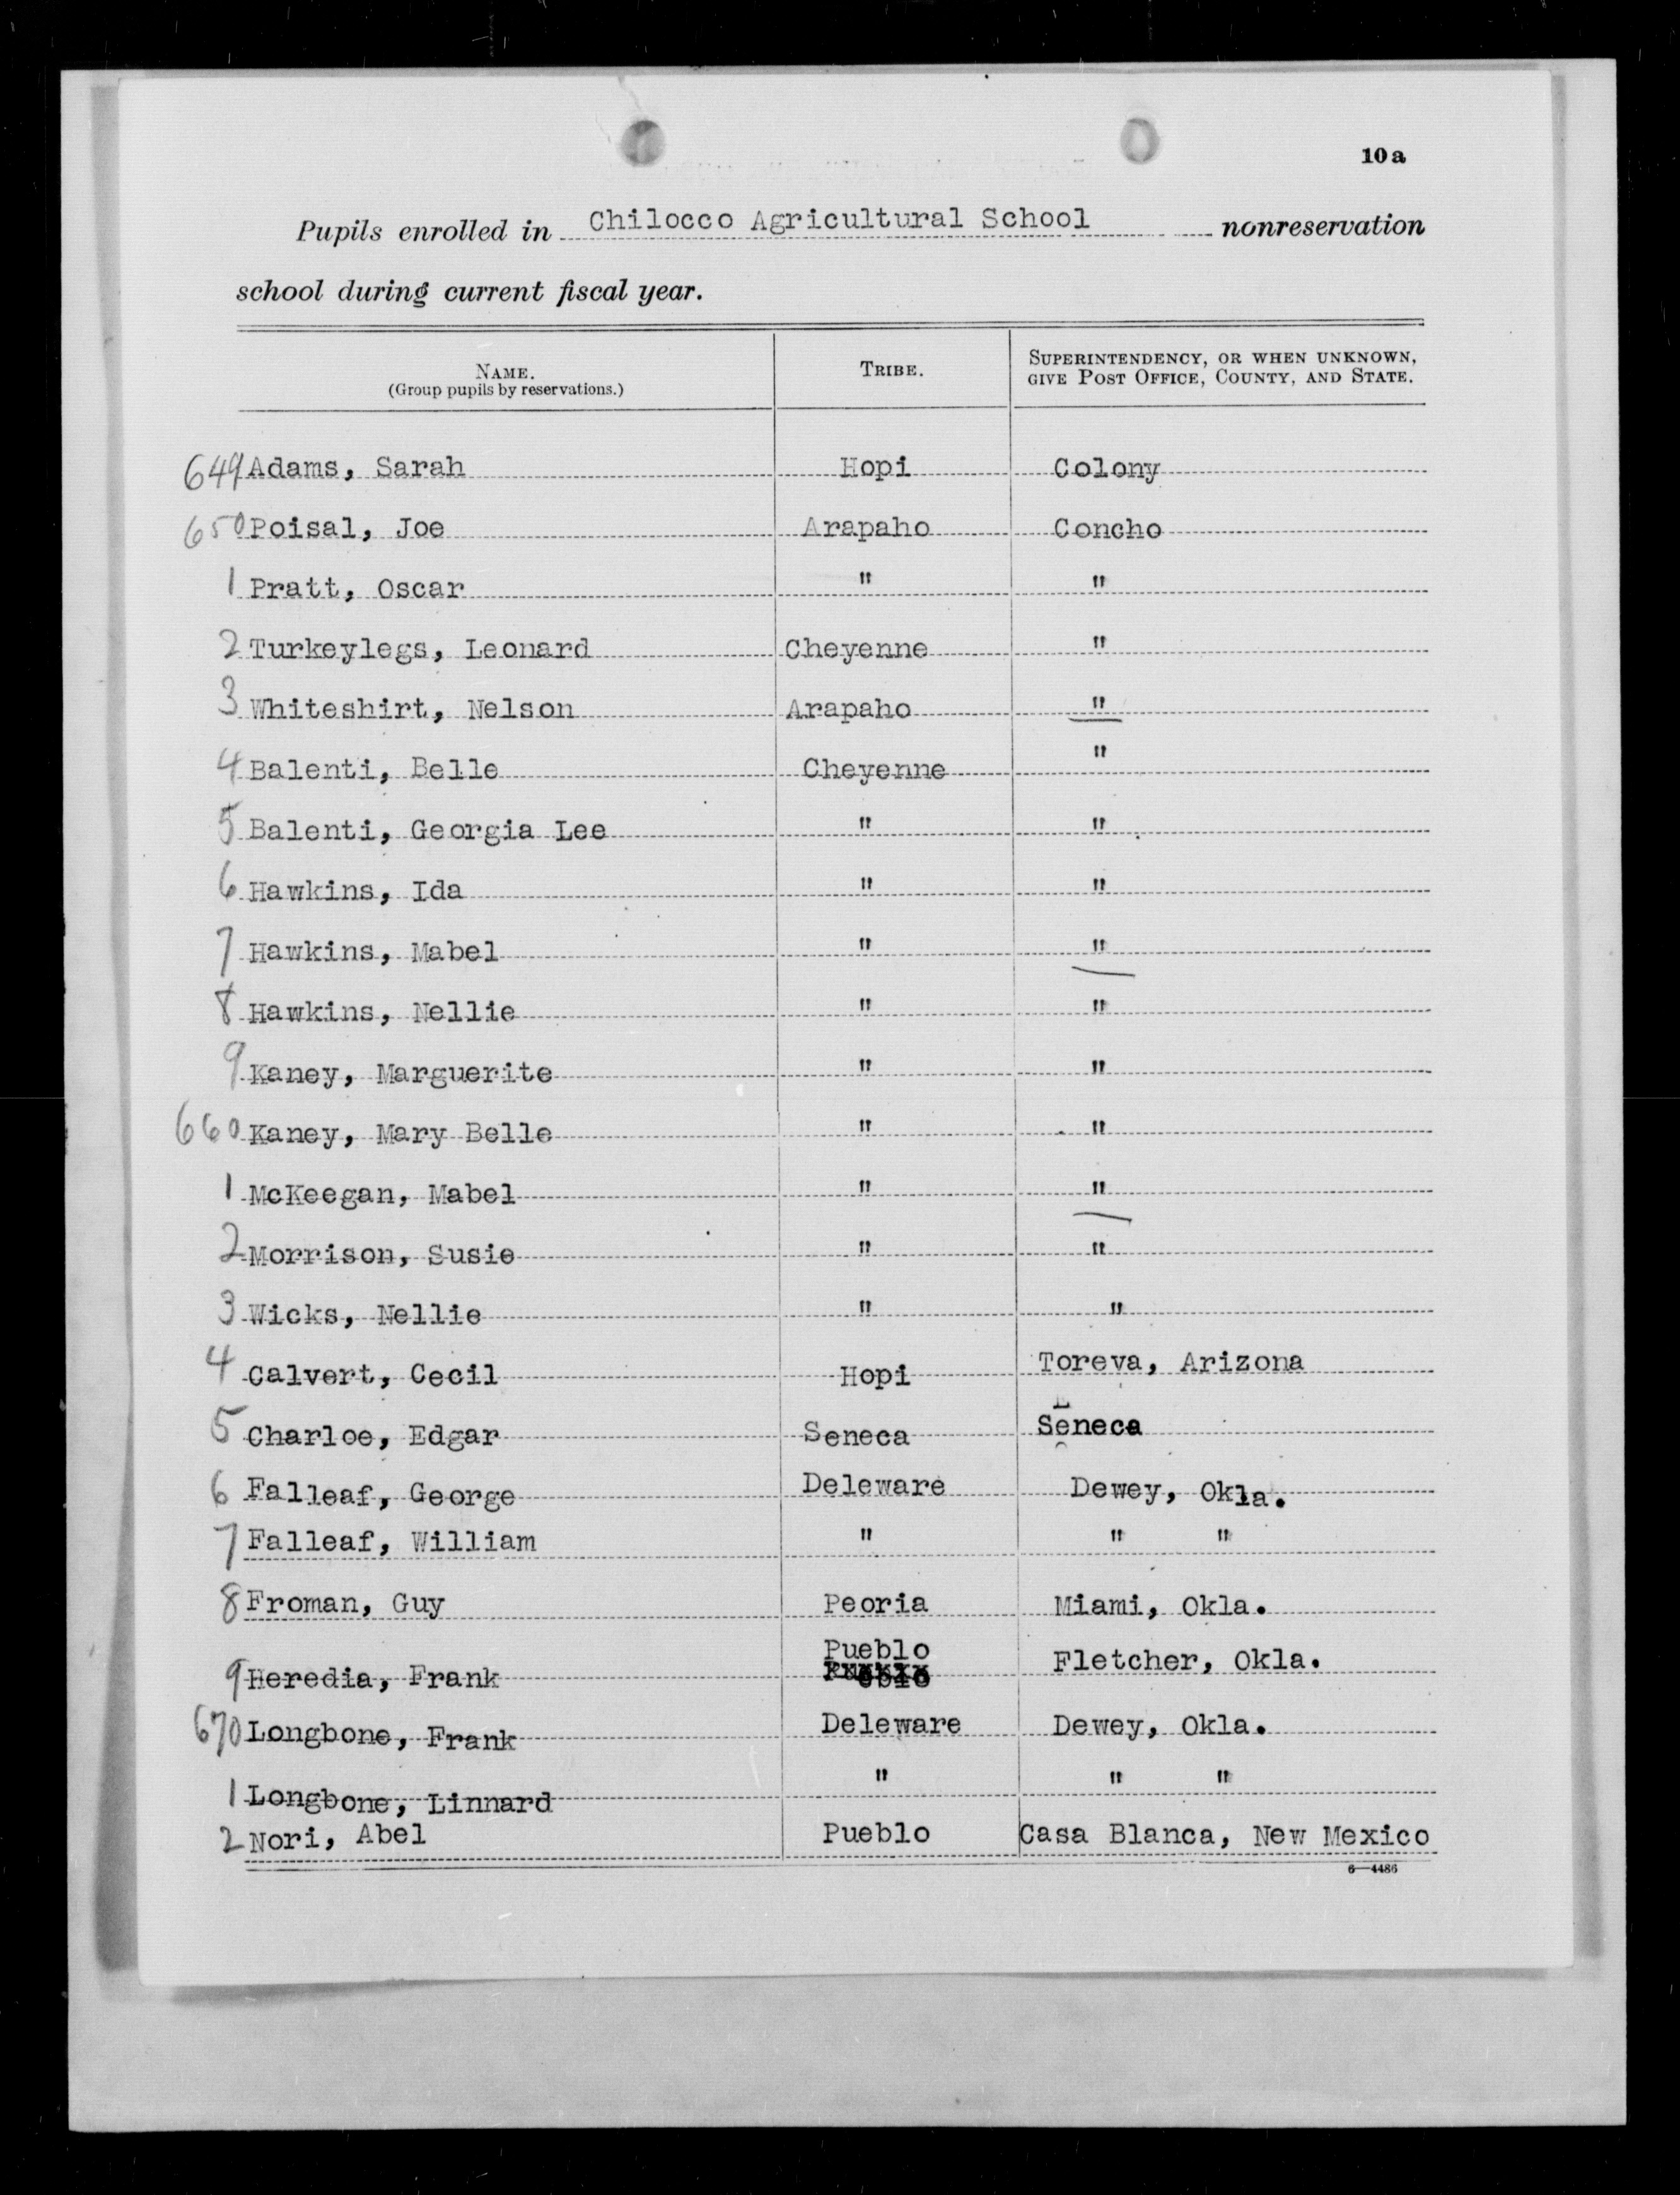 10a
Pupils enrolled in Chilocco Agricultural School nonreservation
school during current fiscal year.
NAME. TRIBE. SUPERINTENDENCY, OR WHEN UNKNOWN,
(Group pupils by reservations.) GIVE POST OFFICE, COUNTY, AND STATE.
649 Adams, Sarah Hopi Colony
650 Poisal, Joe Arapaho Concho
1 Pratt, Oscar " "
2 Turkeylegs, Leonard Cheyenne "
3 Whiteshirt, Nelson Arapaho "
4 Balenti, Belle Cheyenne "
5 Balenti, Georgia Lee " "
6 Hawkins, Ida " "
7 Hawkins, Mabel " "
8 Hawkins, Nellie " "
9 Kaney, Marguerite " "
660 Kaney, Mary Belle " "
1 McKeegan, Mabel " "
2 Morrison, Susie " "
3 Wicks, Nellie " "
4 Calvert, Cecil Hopi Toreva, Arizona
5 Charloe, Edgar Seneca Seneca
6 Falleaf, George Deleware Dewey, Okla.
7 Falleaf, William " " "
8 Froman, Guy Peoria Miami, Okla.
9 Heredia, Frank Pueblo Fletcher, Okla.
670 Longbone, Frank Deleware Dewey, Okla.
1 Longbone, Linnard " " "
2 Nori, Abel Pueblo Casa Blanca, New Mexico
6—4486